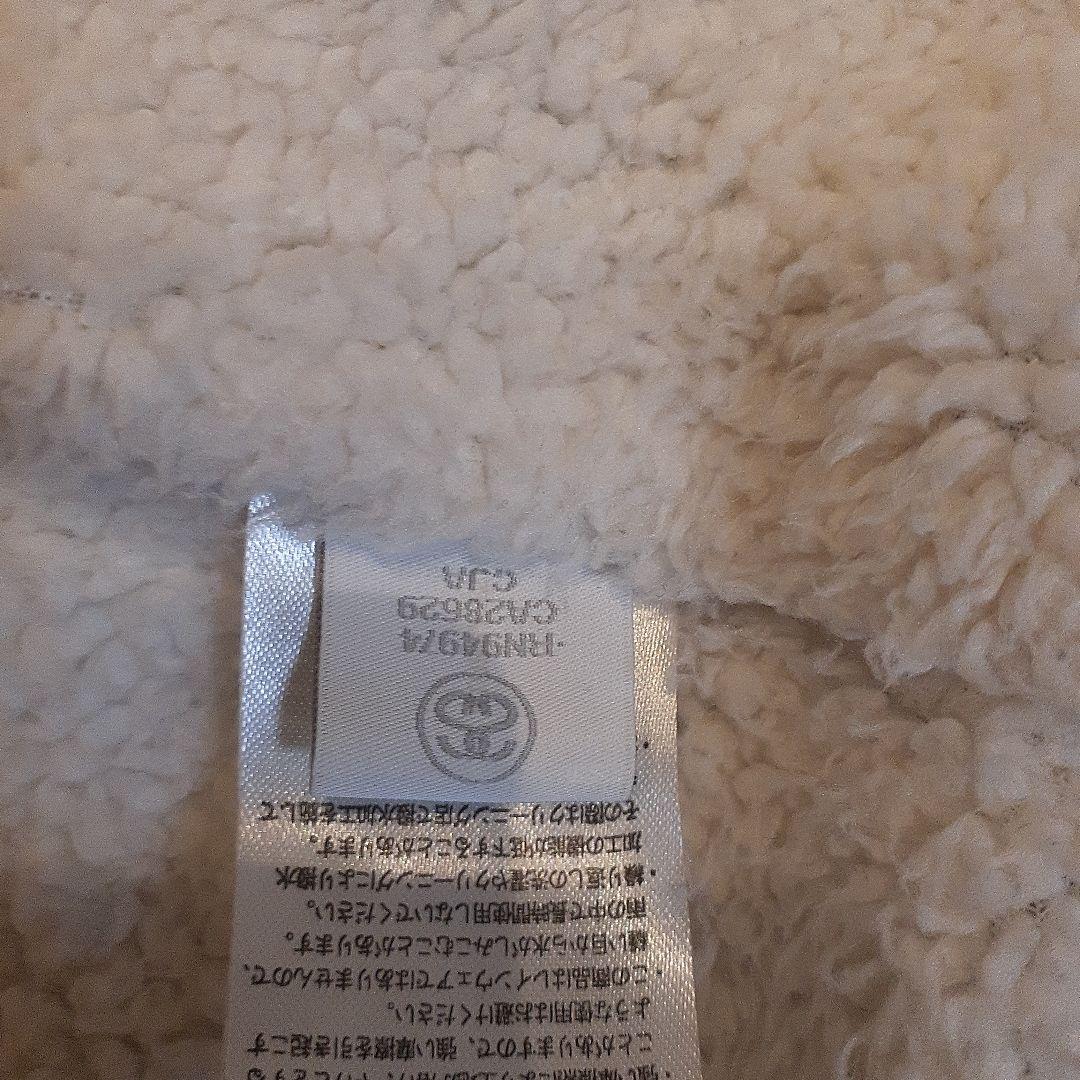 ことがありますので、強い摩擦を引き起こす
ような使用はお避けください。
・この商品はレインウェアではありませんので、
縫い目から水がしみこむことがあります。
雨の中で長時間使用しないでください。
・繰り返しの洗濯やクリーニングにより撥水
加工の機能が低下することがあります。
その際はクリーニング店で撥水加工を施して
·RN94974
·CA28629
CJA